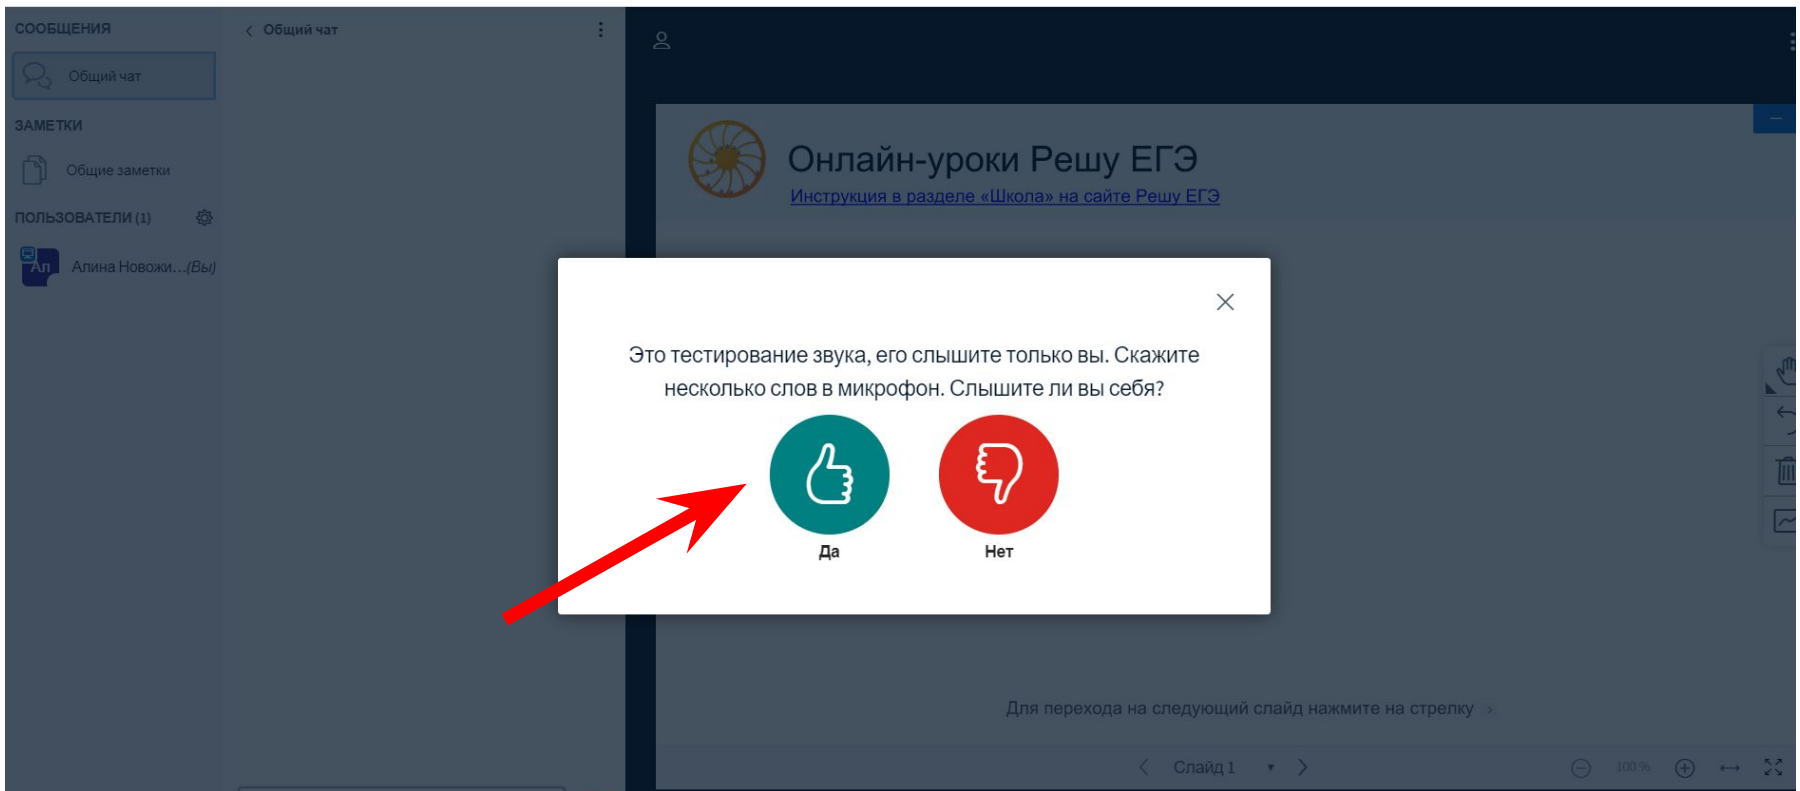 СООБЩЕНИЯ
Общий чат
ЗАМЕТКИ
Общие заметки
ПОЛЬЗОВАТЕЛИ (1)
Ал
Алина Новожи...(Вы)
Общий чат
Онлайн-уроки Решу ЕГЭ
Инструкция в разделе «Школа» на сайте Решу ЕГЭ
Это тестирование звука, его слышите только вы. Скажите
несколько слов в микрофон. Слышите ли вы себя?
Да
Нет
Для перехода на следующий слайд нажмите на стрелку
Слайд 1
100%